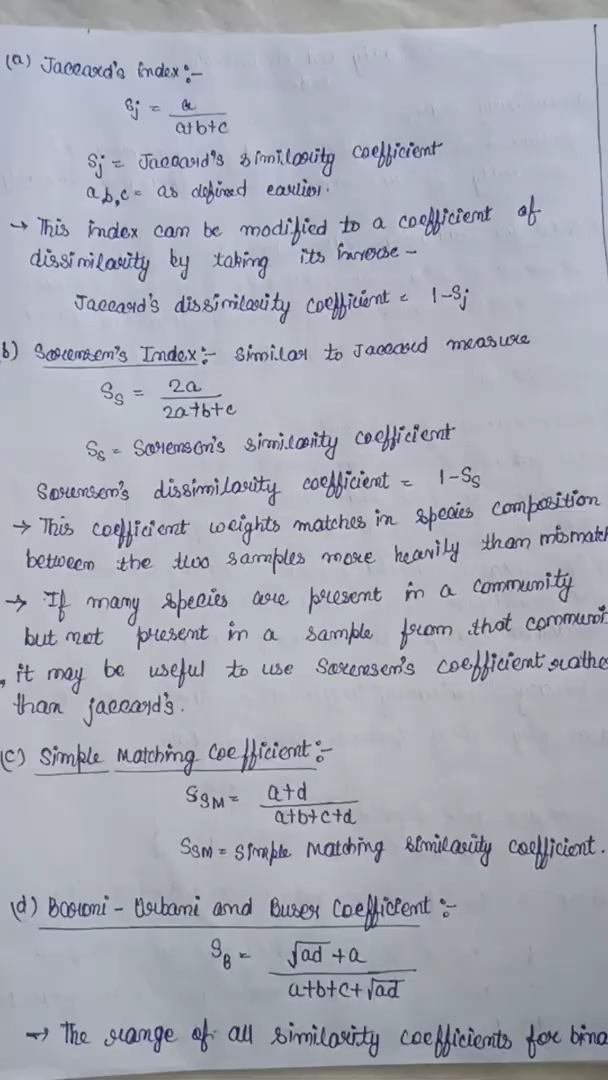 (a) Jaccard's index :-
Sj = a / a+b+c
Sj = Jaccard's similarity coefficient
a, b, c = as defined earlier.
→ This index can be modified to a coefficient of
dissimilarity by taking its inverse -
Jaccard's dissimilarity coefficient = 1-Sj
b) Sorensen's Index :- Similar to Jaccard measure
Ss = 2a / 2a+b+c
Ss = Sorenson's similarity coefficient
Sorensen's dissimilarity coefficient = 1-Ss
→ This coefficient weights matches in species composition
between the two samples more heavily than mismatch
→ If many species are present in a community
but not present in a sample from that communi
, it may be useful to use Sorensen's coefficient rathe
than jaccard's.
(c) Simple Matching Coefficient :-
SSM = a+d / a+b+c+d
SSM = Simple Matching similarity coefficient.
(d) Baroni - Urbani and Buser Coefficient :-
SB = √ad + a / a+b+c+√ad
→ The range of all similarity coefficients for bina